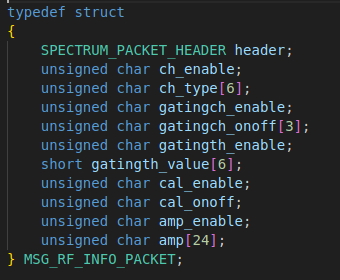 typedef struct
{
    SPECTRUM_PACKET_HEADER header;
    unsigned char ch_enable;
    unsigned char ch_type[6];
    unsigned char gatingch_enable;
    unsigned char gatingch_onoff[3];
    unsigned char gatingth_enable;
    short gatingth_value[6];
    unsigned char cal_enable;
    unsigned char cal_onoff;
    unsigned char amp_enable;
    unsigned char amp[24];
} MSG_RF_INFO_PACKET;